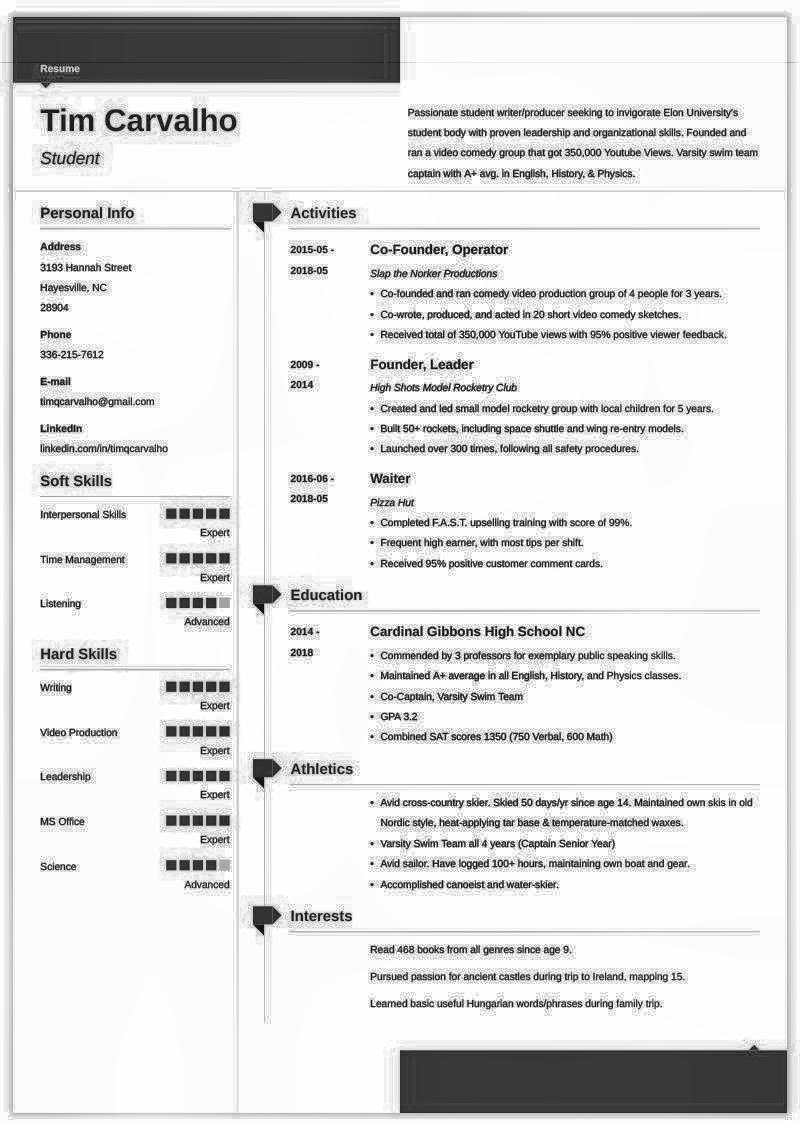 Resume
Tim Carvalho
Student
Passionate student writer/producer seeking to invigorate Elon University's
student body with proven leadership and organizational skills. Founded and
ran a video comedy group that got 350,000 Youtube Views. Varsity swim team
captain with A+ avg. in English, History, & Physics.
Personal Info
Address
3193 Hannah Street
Hayesville, NC
28904
Phone
336-215-7612
E-mail
timqcarvalho@gmail.com
LinkedIn
linkedin.com/in/timqcarvalho
Soft Skills
Interpersonal Skills
Expert
Time Management
Expert
Listening
Advanced
Hard Skills
Writing
Expert
Video Production
Expert
Leadership
Expert
MS Office
Expert
Science
Advanced
Activities
2015-05 -
2018-05
Co-Founder, Operator
Slap the Norker Productions
• Co-founded and ran comedy video production group of 4 people for 3 years.
• Co-wrote, produced, and acted in 20 short video comedy sketches.
• Received total of 350,000 YouTube views with 95% positive viewer feedback.
2009 -
2014
Founder, Leader
High Shots Model Rocketry Club
• Created and led small model rocketry group with local children for 5 years.
• Built 50+ rockets, including space shuttle and wing re-entry models.
• Launched over 300 times, following all safety procedures.
2016-06 -
2018-05
Waiter
Pizza Hut
• Completed F.A.S.T. upselling training with score of 99%.
• Frequent high earner, with most tips per shift.
• Received 95% positive customer comment cards.
Education
2014 -
2018
Cardinal Gibbons High School NC
• Commended by 3 professors for exemplary public speaking skills.
• Maintained A+ average in all English, History, and Physics classes.
• Co-Captain, Varsity Swim Team
• GPA 3.2
• Combined SAT scores 1350 (750 Verbal, 600 Math)
Athletics
• Avid cross-country skier. Skied 50 days/yr since age 14. Maintained own skis in old
Nordic style, heat-applying tar base & temperature-matched waxes.
• Varsity Swim Team all 4 years (Captain Senior Year)
• Avid sailor. Have logged 100+ hours, maintaining own boat and gear.
• Accomplished canoeist and water-skier.
Interests
Read 468 books from all genres since age 9.
Pursued passion for ancient castles during trip to Ireland, mapping 15.
Learned basic useful Hungarian words/phrases during family trip.